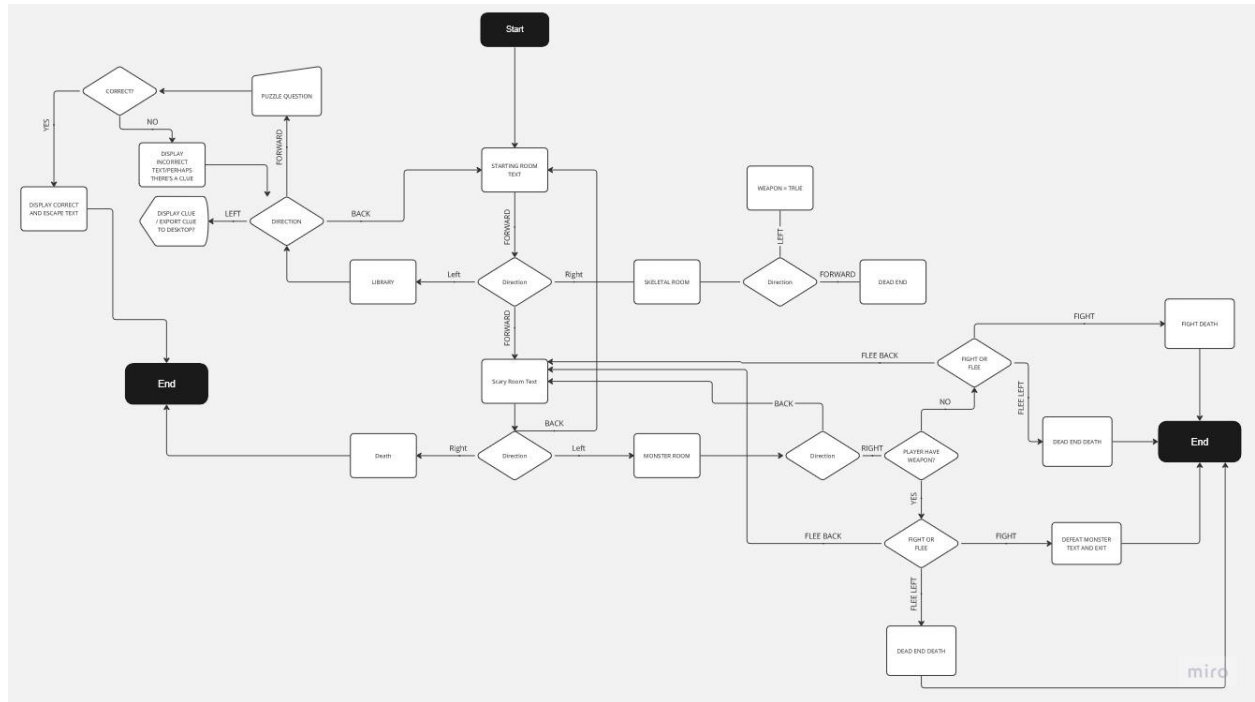 Start
CORRECT?
PUZZLE QUESTION
YES
NO
FORWARD
DISPLAY
INCORRECT
TEXT/PERHAPS
THERE'S A CLUE
STARTING ROOM
TEXT
WEAPON = TRUE
DISPLAY CORRECT
AND ESCAPE TEXT
DISPLAY CLUE
/ EXPORT CLUE
TO DESKTOP?
LEFT
DIRECTION
BACK
FORWARD
LEFT
LIBRARY
Left
Direction
Right
SKELETAL ROOM
Direction
FORWARD
DEAD END
FORWARD
FIGHT
FIGHT DEATH
End
Scary Room Text
FLEE BACK
FIGHT OR
FLEE
FLEE LEFT
BACK
NO
BACK
DEAD END DEATH
End
Death
Right
Direction
Left
MONSTER ROOM
Direction
RIGHT
PLAYER HAVE
WEAPON?
YES
FLEE BACK
FIGHT OR
FLEE
FIGHT
DEFEAT MONSTER
TEXT AND EXIT
FLEE LEFT
DEAD END DEATH
miro